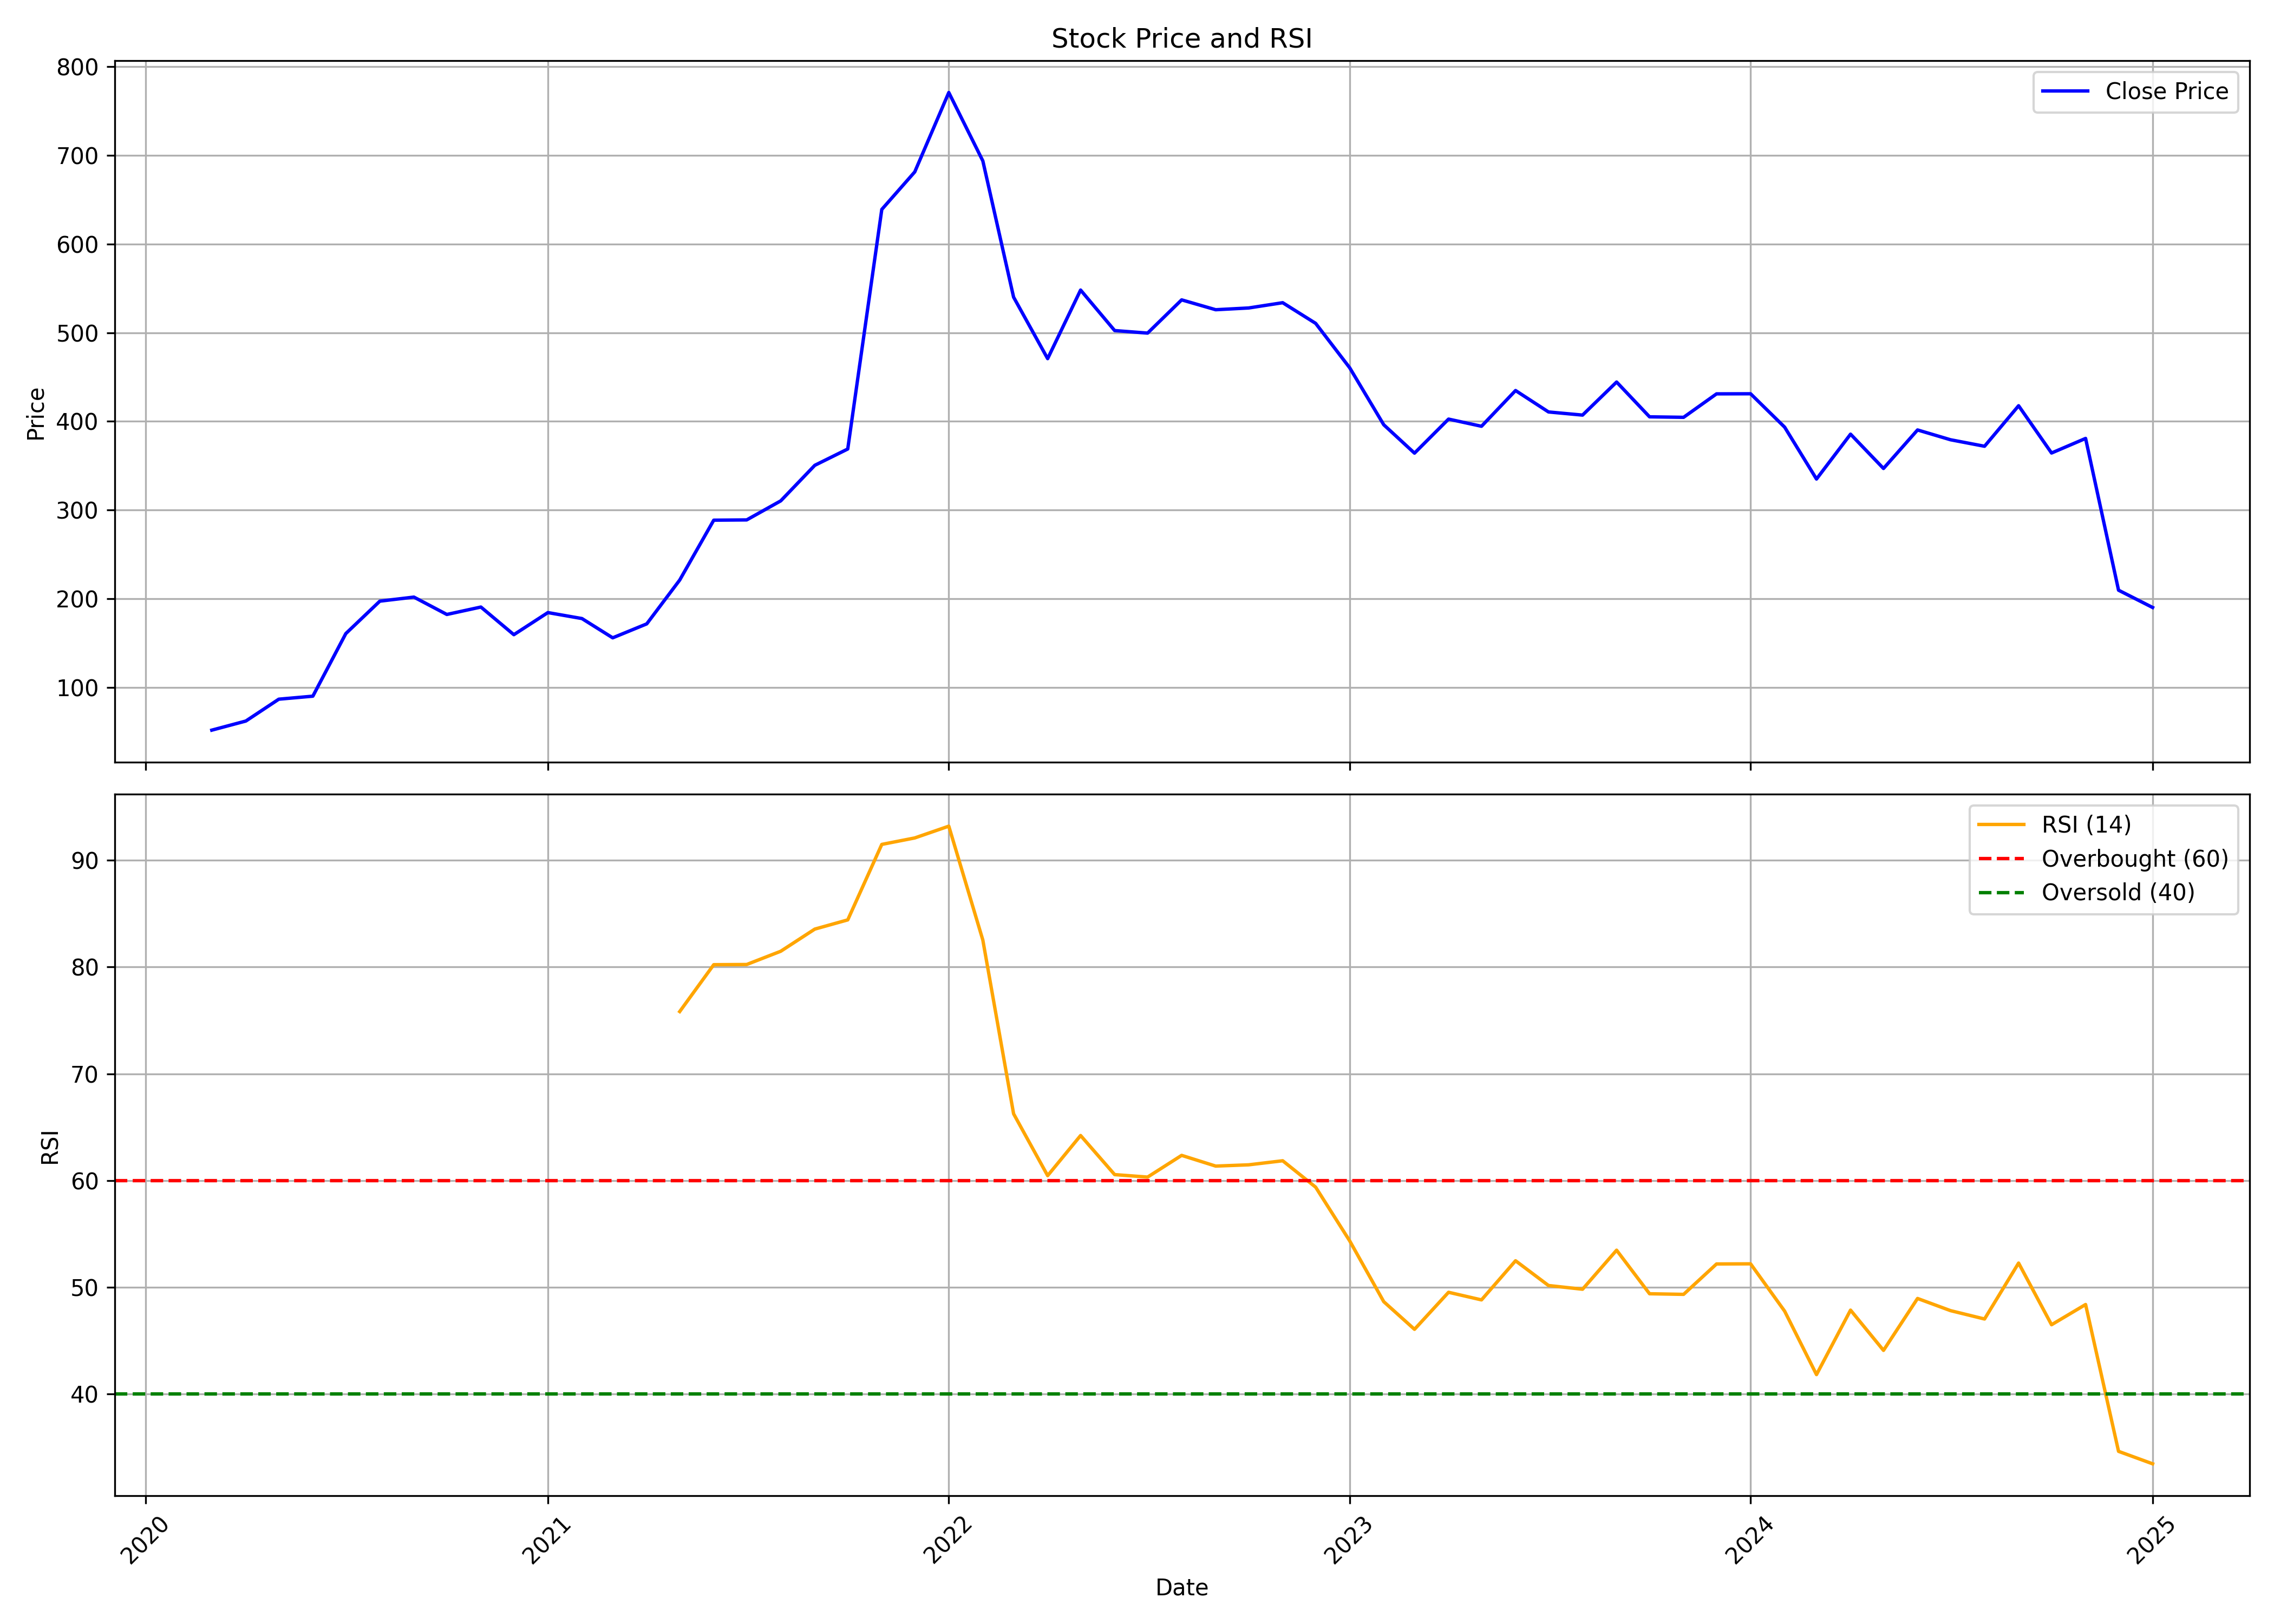 Stock Price and RSI
Close Price
Price
800
700
600
500
400
300
200
100
RSI (14)
Overbought (60)
Oversold (40)
RSI
90
80
70
60
50
40
2020
2021
2022
2023
2024
2025
Date